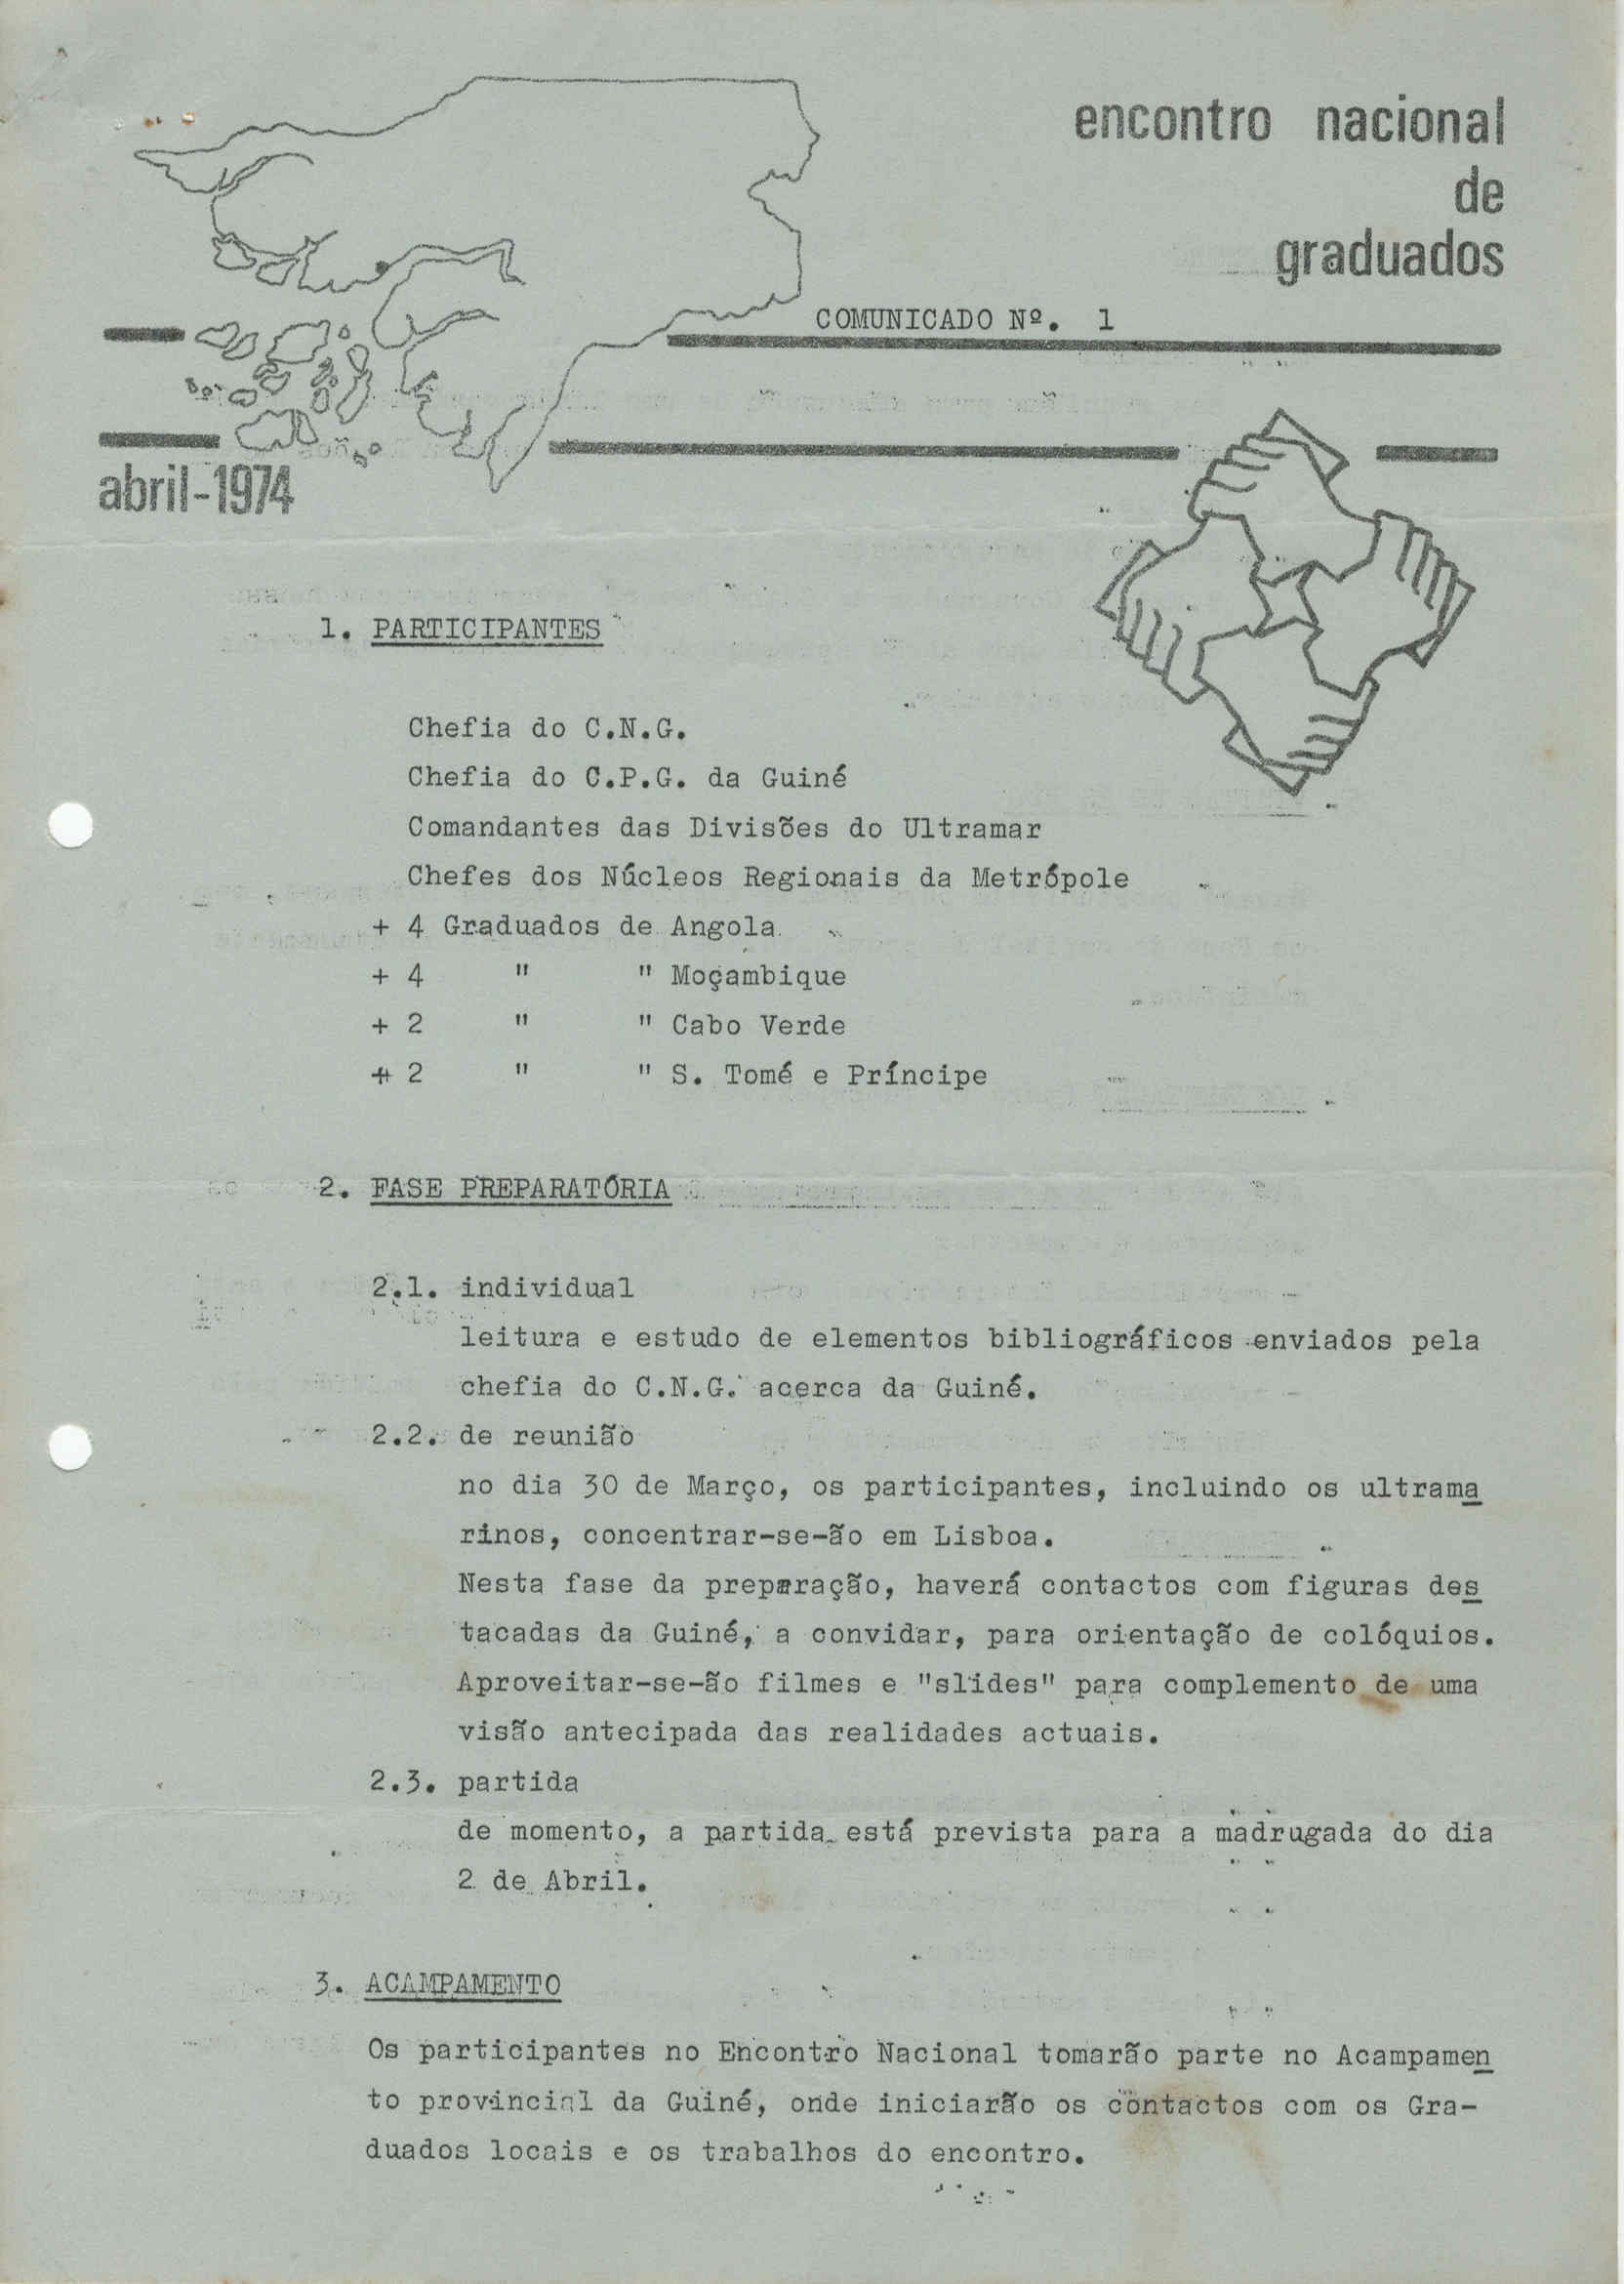 encontro nacional
de
graduados
COMUNICADO Nº. 1
abril-1974
1. PARTICIPANTES
Chefia do C.N.G.
Chefia do C.P.G. da Guiné
Comandantes das Divisões do Ultramar
Chefes dos Núcleos Regionais da Metrópole
+ 4 Graduados de Angola
+ 4 " " Moçambique
+ 2 " " Cabo Verde
+ 2 " " S. Tomé e Príncipe
2. FASE PREPARATÓRIA
2.1. individual
leitura e estudo de elementos bibliográficos enviados pela
chefia do C.N.G. acerca da Guiné.
2.2. de reunião
no dia 30 de Março, os participantes, incluindo os ultrama
rinos, concentrar-se-ão em Lisboa.
Nesta fase da preparação, haverá contactos com figuras des
tacadas da Guiné, a convidar, para orientação de colóquios.
Aproveitar-se-ão filmes e "slides" para complemento de uma
visão antecipada das realidades actuais.
2.3. partida
de momento, a partida está prevista para a madrugada do dia
2 de Abril.
3. ACAMPAMENTO
Os participantes no Encontro Nacional tomarão parte no Acampamen
to provincial da Guiné, onde iniciarão os contactos com os Gra-
duados locais e os trabalhos do encontro.